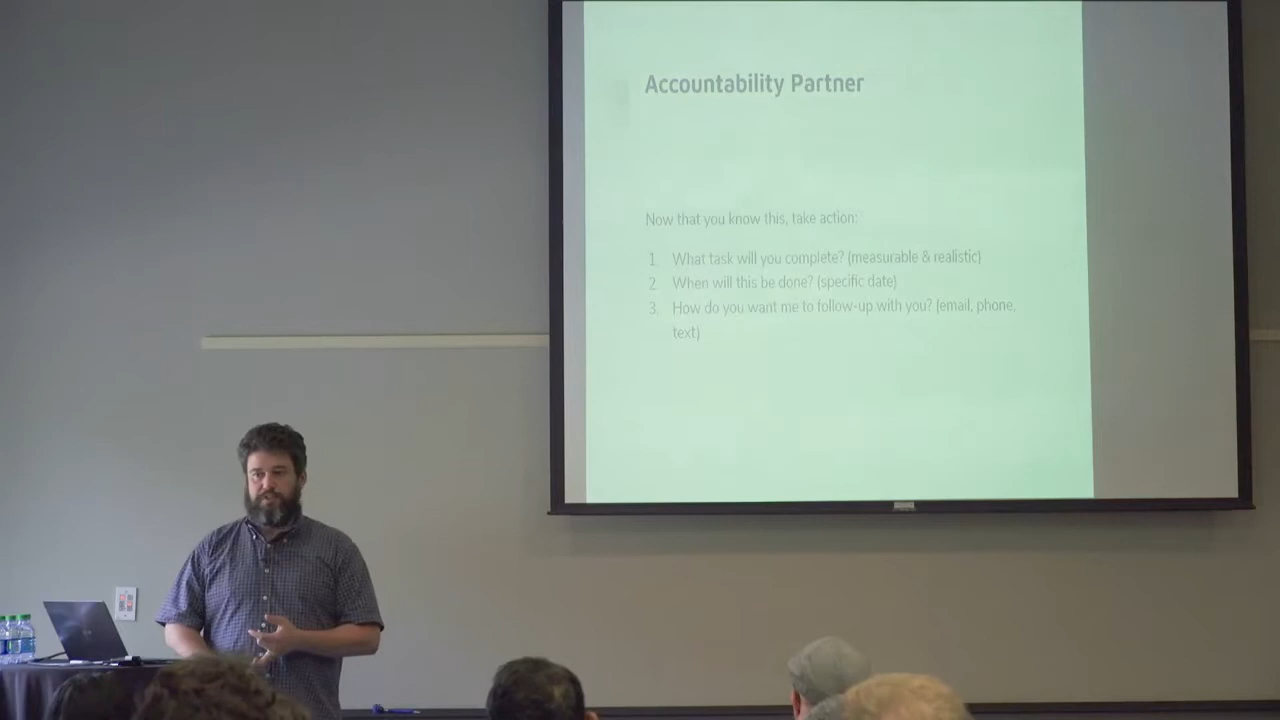 Accountability Partner
Now that you know this, take action:
1. What task will you complete? (measurable & realistic)
2. When will this be done? (specific date)
3. How do you want me to follow-up with you? (email, phone,
text)